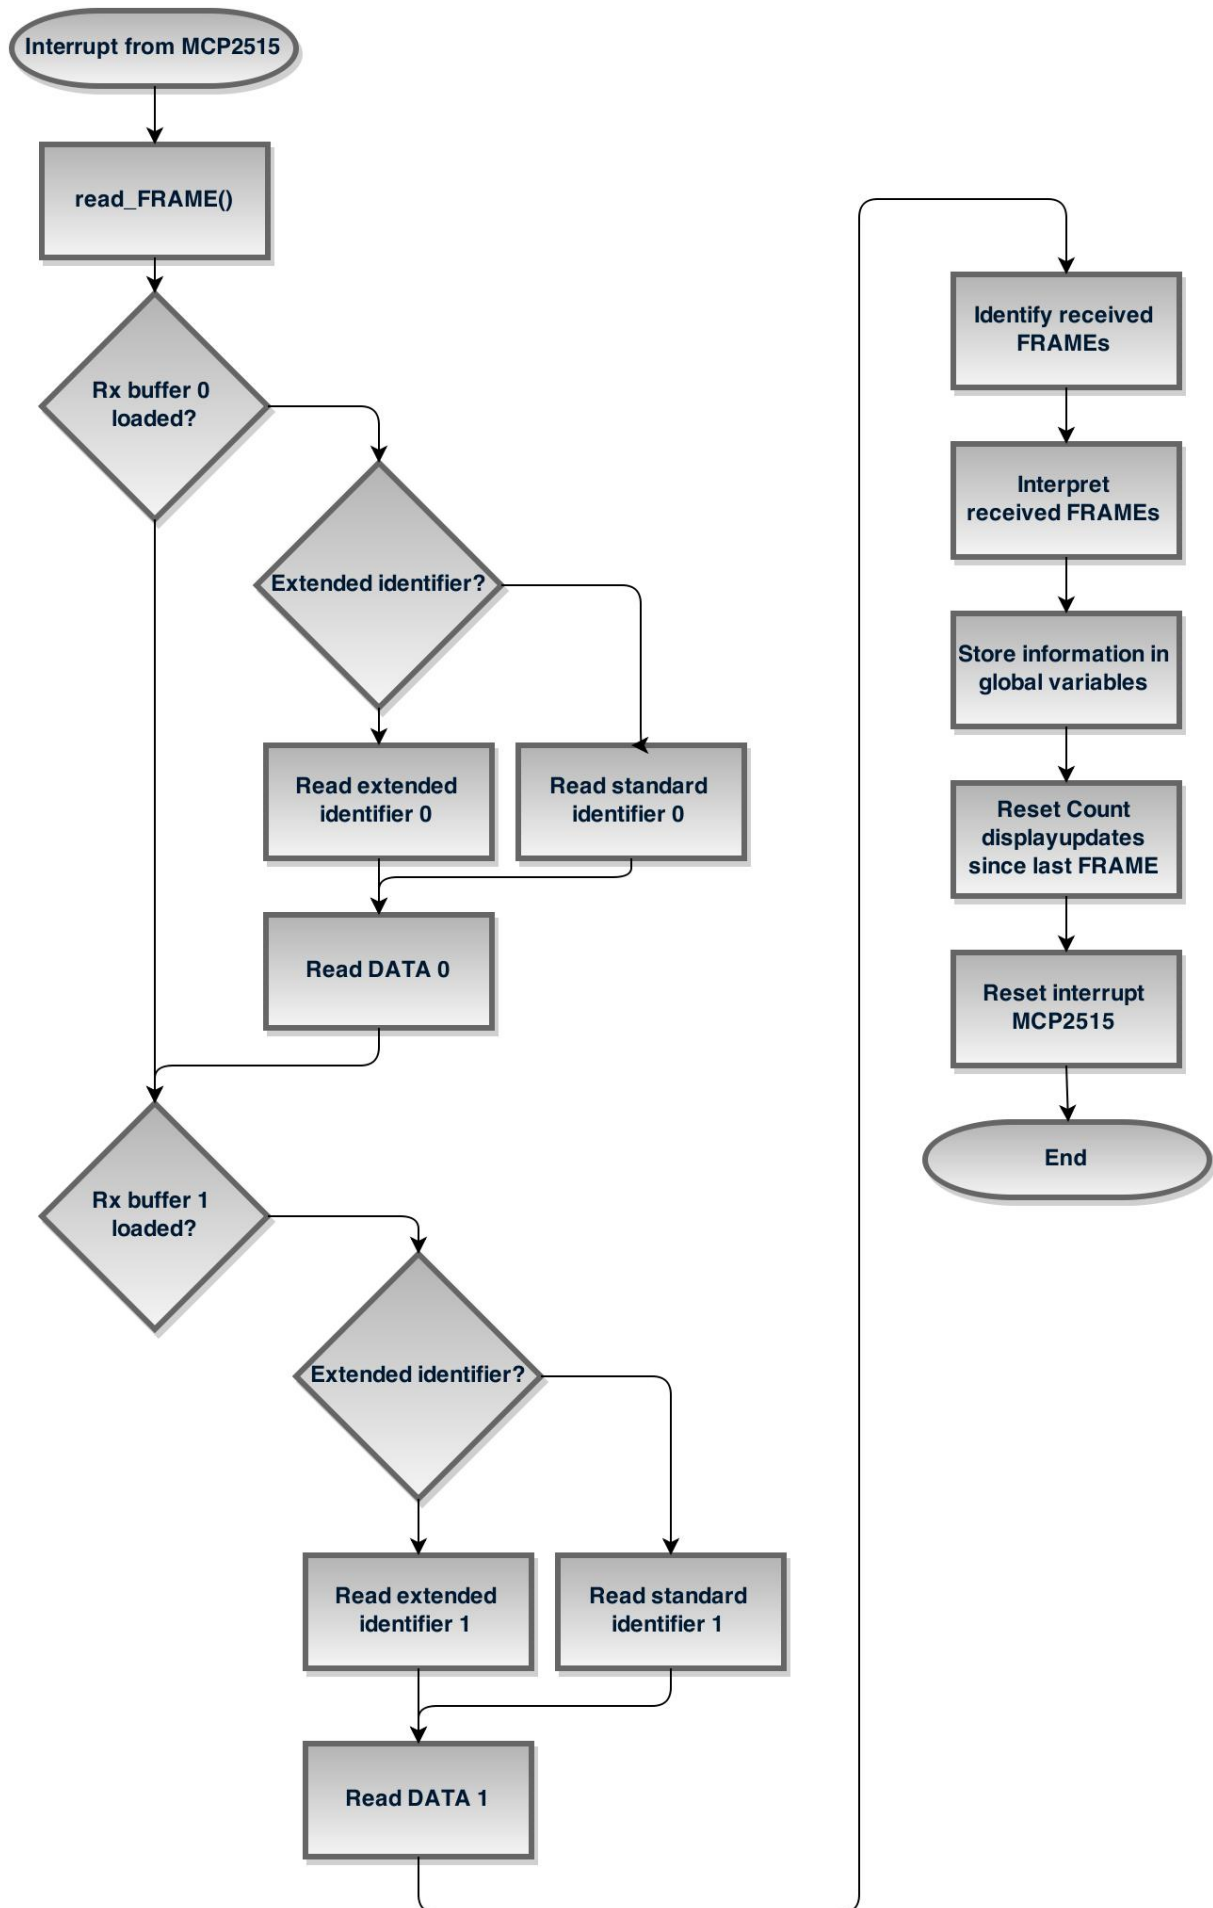 Interrupt from MCP2515
read_FRAME()
Rx buffer 0
loaded?
Extended identifier?
Read extended
identifier 0
Read standard
identifier 0
Read DATA 0
Rx buffer 1
loaded?
Extended identifier?
Read extended
identifier 1
Read standard
identifier 1
Read DATA 1
Identify received
FRAMEs
Interpret
received FRAMEs
Store information in
global variables
Reset Count
displayupdates
since last FRAME
Reset interrupt
MCP2515
End